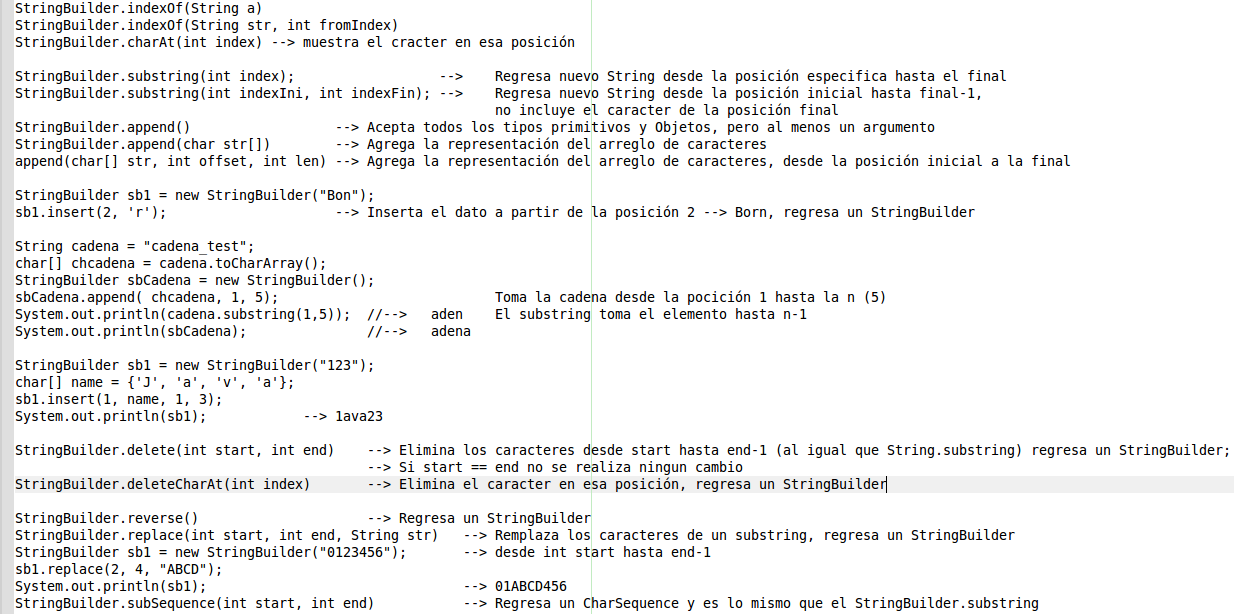 StringBuilder.indexOf(String a)
StringBuilder.indexOf(String str, int fromIndex)
StringBuilder.charAt(int index) --> muestra el cracter en esa posición
StringBuilder.substring(int index); --> Regresa nuevo String desde la posición especifica hasta el final
StringBuilder.substring(int indexIni, int indexFin); --> Regresa nuevo String desde la posición inicial hasta final-1,
no incluye el caracter de la posición final
StringBuilder.append() --> Acepta todos los tipos primitivos y Objetos, pero al menos un argumento
StringBuilder.append(char str[]) --> Agrega la representación del arreglo de caracteres
append(char[] str, int offset, int len) --> Agrega la representación del arreglo de caracteres, desde la posición inicial a la final
StringBuilder sb1 = new StringBuilder("Bon");
sb1.insert(2, 'r'); --> Inserta el dato a partir de la posición 2 --> Born, regresa un StringBuilder
String cadena = "cadena_test";
char[] chcadena = cadena.toCharArray();
StringBuilder sbCadena = new StringBuilder();
sbCadena.append( chcadena, 1, 5); Toma la cadena desde la pocición 1 hasta la n (5)
System.out.println(cadena.substring(1,5)); //--> aden El substring toma el elemento hasta n-1
System.out.println(sbCadena); //--> adena
StringBuilder sb1 = new StringBuilder("123");
char[] name = {'J', 'a', 'v', 'a'};
sb1.insert(1, name, 1, 3);
System.out.println(sb1); --> 1ava23
StringBuilder.delete(int start, int end) --> Elimina los caracteres desde start hasta end-1 (al igual que String.substring) regresa un StringBuilder;
--> Si start == end no se realiza ningun cambio
StringBuilder.deleteCharAt(int index) --> Elimina el caracter en esa posición, regresa un StringBuilder
StringBuilder.reverse() --> Regresa un StringBuilder
StringBuilder.replace(int start, int end, String str) --> Remplaza los caracteres de un substring, regresa un StringBuilder
StringBuilder sb1 = new StringBuilder("0123456"); --> desde int start hasta end-1
sb1.replace(2, 4, "ABCD");
System.out.println(sb1); --> 01ABCD456
StringBuilder.subSequence(int start, int end) --> Regresa un CharSequence y es lo mismo que el StringBuilder.substring